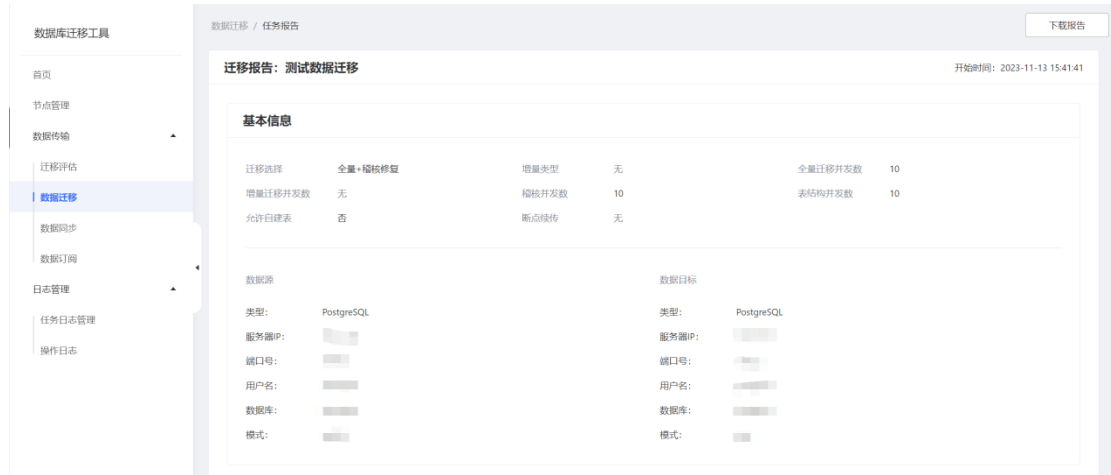 数据库迁移工具
首页
节点管理
数据传输
迁移评估
数据迁移
数据同步
数据订阅
日志管理
任务日志管理
操作日志
数据迁移 / 任务报告
下载报告
迁移报告：测试数据迁移
开始时间：2023-11-13 15:41:41
基本信息
迁移选择 全量+稽核修复 增量类型 无 全量迁移并发数 10
增量迁移并发数 无 稽核并发数 10 表结构并发数 10
允许自建表 否 断点续传 无
数据源
类型： PostgreSQL
服务器IP：
端口号：
用户名：
数据库：
模式：
数据目标
类型： PostgreSQL
服务器IP：
端口号：
用户名：
数据库：
模式：